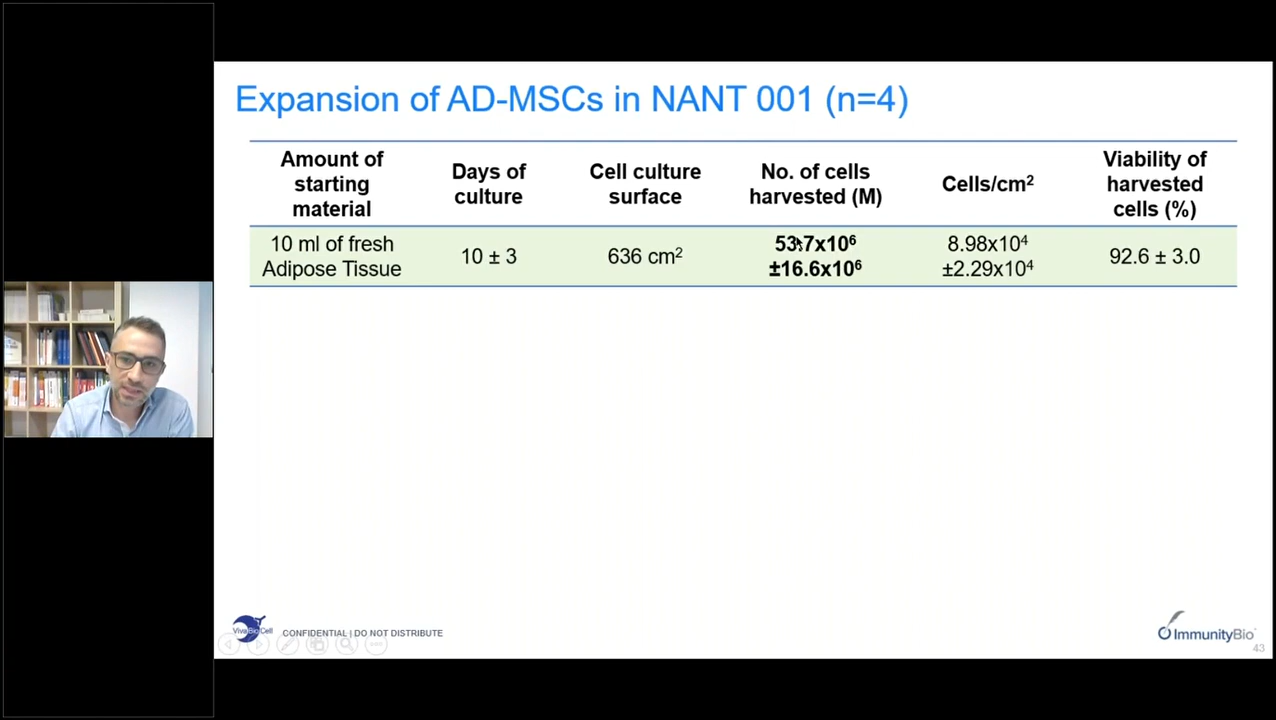 Expansion of AD-MSCs in NANT 001 (n=4)
Amount of
starting
material
Days of
culture
Cell culture
surface
No. of cells
harvested (M)
Cells/cm²
Viability of
harvested
cells (%)
10 ml of fresh
Adipose Tissue
10 ± 3
636 cm²
53.7x10⁶
±16.6x10⁶
8.98x10⁴
±2.29x10⁴
92.6 ± 3.0
VivaBioCell
CONFIDENTIAL | DO NOT DISTRIBUTE
ImmunityBio
43